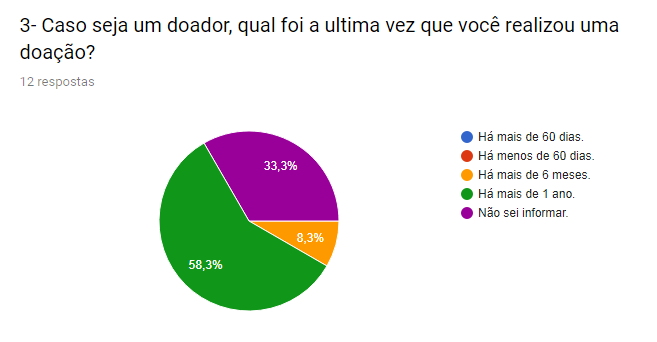 3- Caso seja um doador, qual foi a ultima vez que você realizou uma
doação?
12 respostas
33,3%
8,3%
58,3%
Há mais de 60 dias.
Há menos de 60 dias.
Há mais de 6 meses.
Há mais de 1 ano.
Não sei informar.